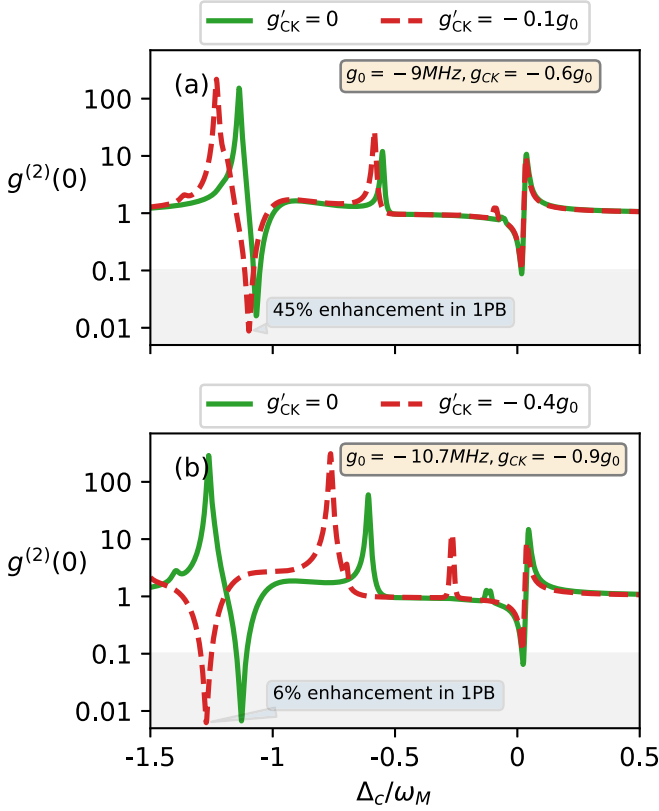 g′CK = 0 g′CK = −0.1g0
(a) g0 = −9MHz, gCK = −0.6g0
100
10
g(2)(0)
1
0.1
45% enhancement in 1PB
0.01
g′CK = 0 g′CK = −0.4g0
(b) g0 = −10.7MHz, gCK = −0.9g0
100
10
g(2)(0)
1
0.1
6% enhancement in 1PB
0.01
-1.5 -1 -0.5 0 0.5
Δc/ωM